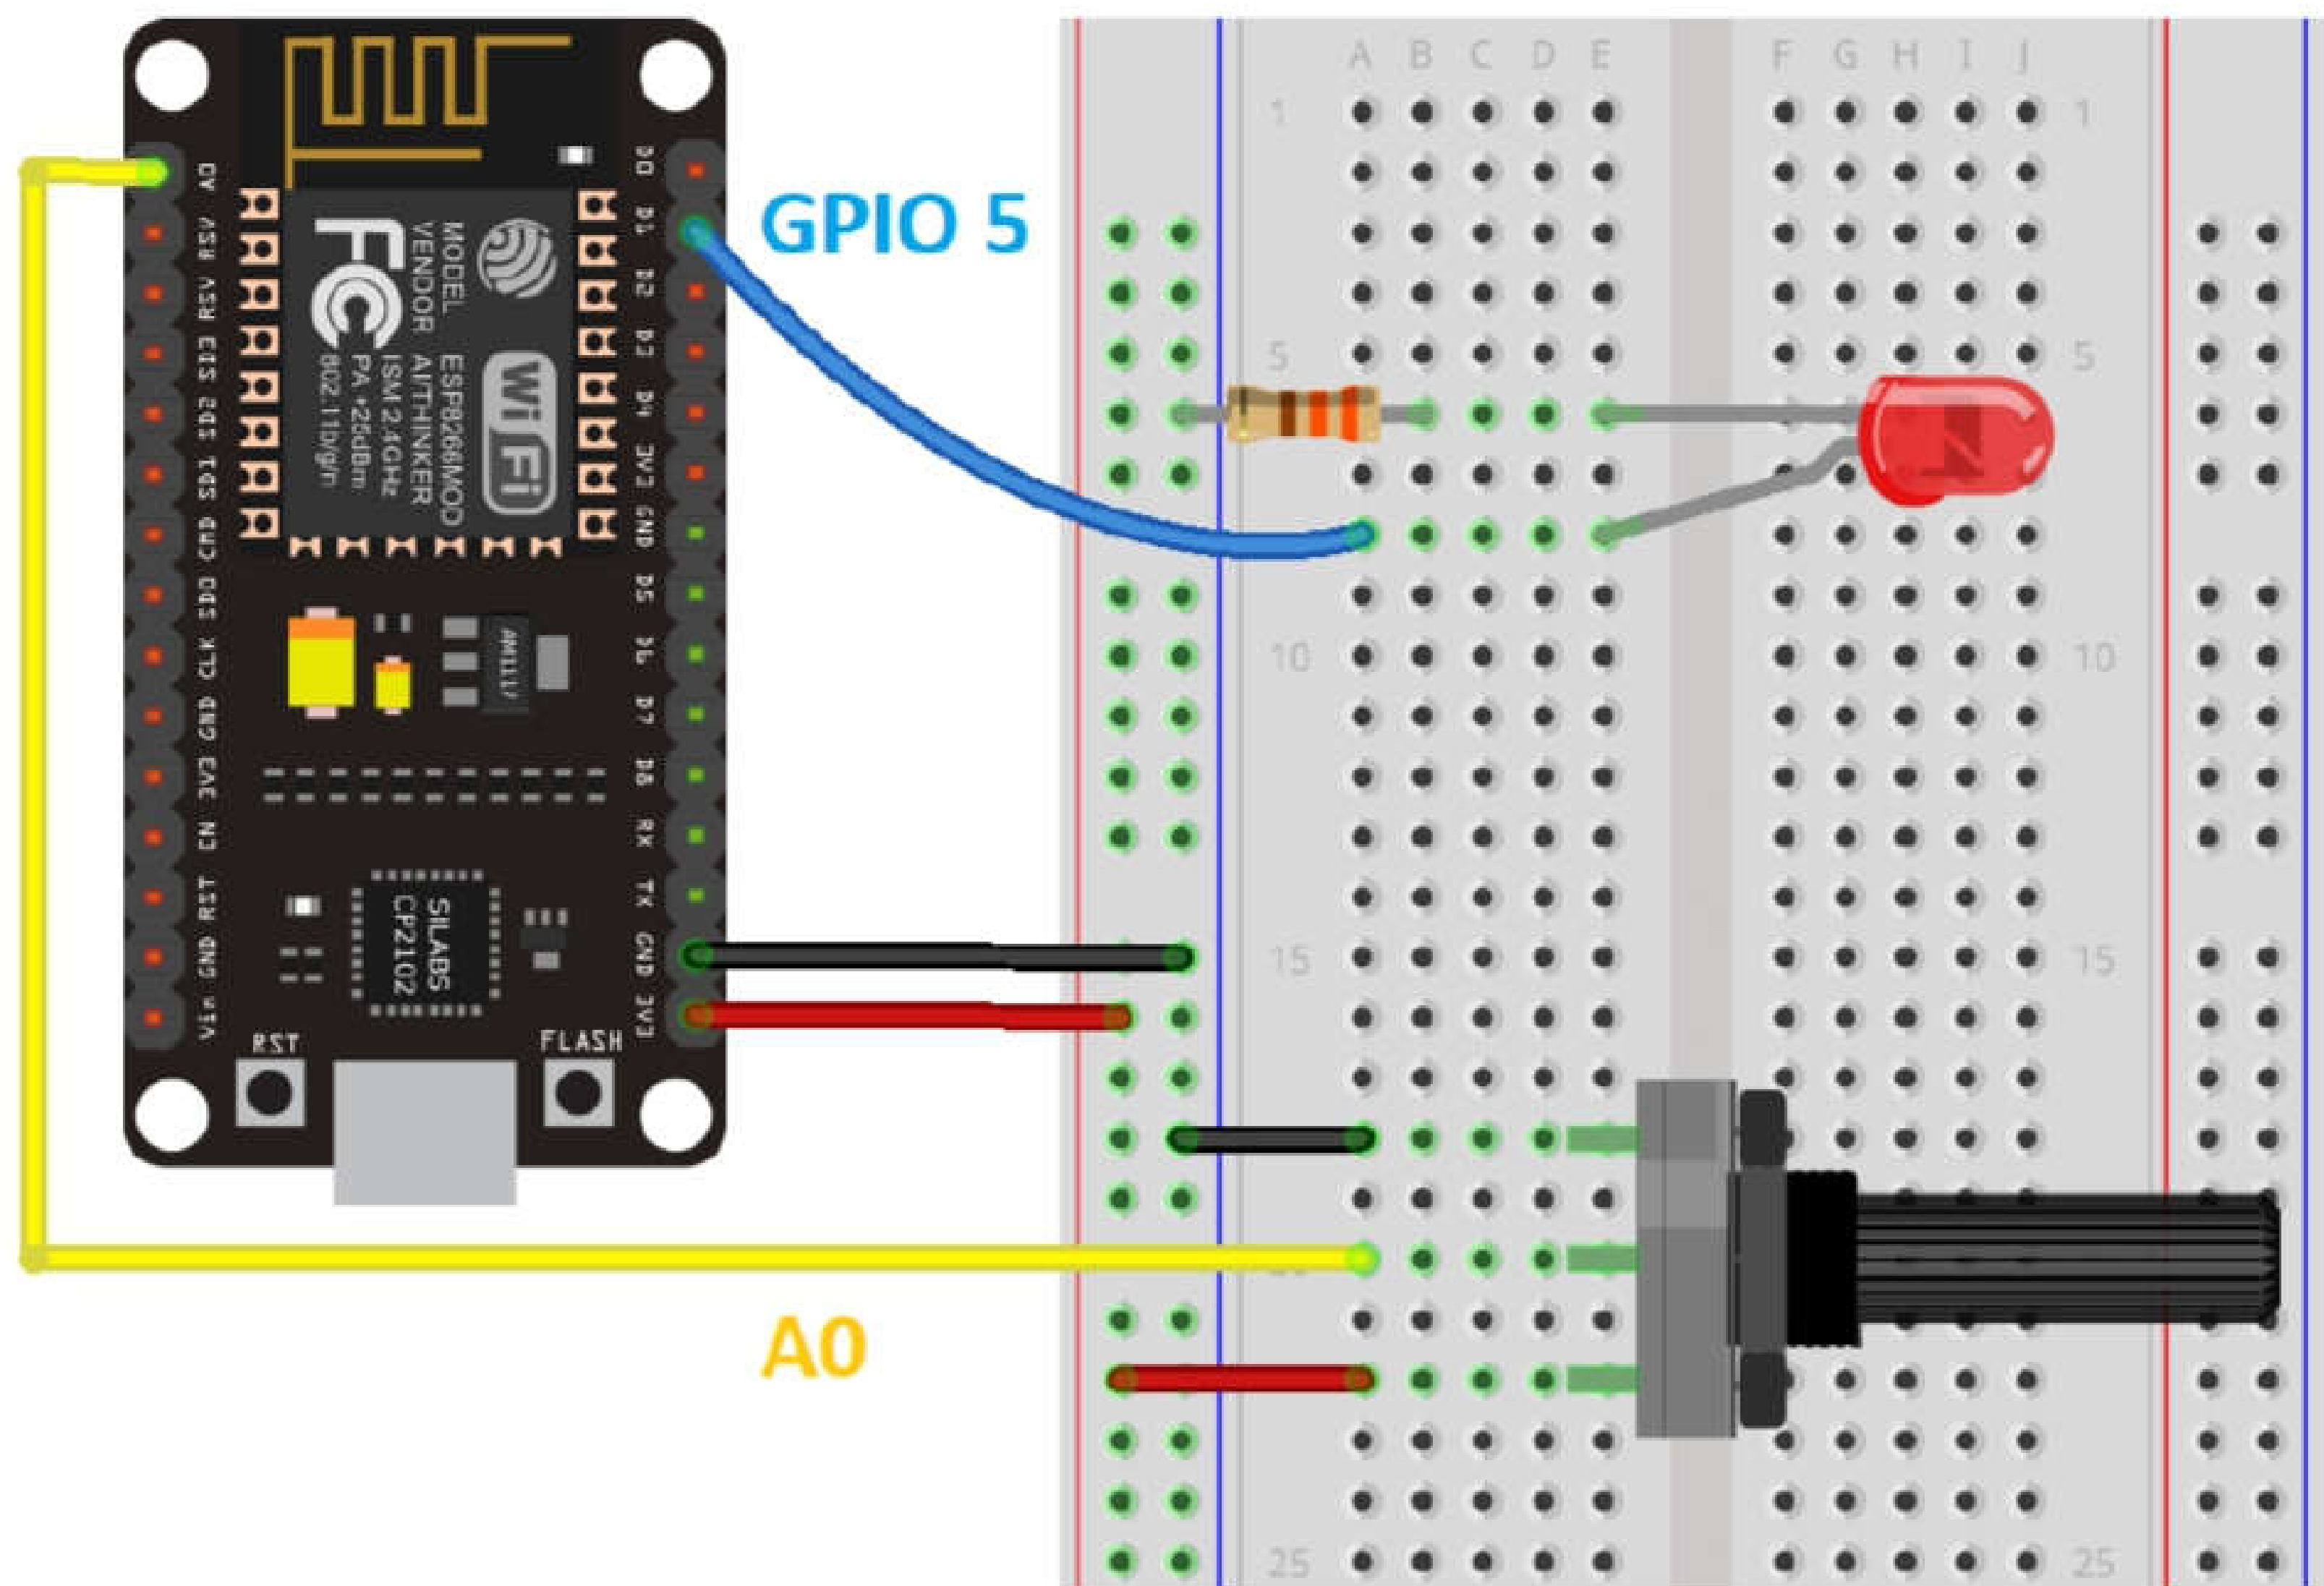 A0
RSV
RSV
SD3
SD2
SD1
CMD
SD0
CLK
GND
3V3
EN
RST
GND
Vin
D0
D1
D2
D3
D4
3V3
GND
D5
D6
D7
D8
RX
TX
GND
3V3
MODEL ESP8266MOD
VENDOR AI/THINKER
ISM 2.4GHz
PA +25dBm
802.11b/g/n
FC
Wi Fi
AM1117
SILABS
CP2102
RST
FLASH
GPIO 5
A0
A B C D E F G H I J
1 1
5 5
10 10
15 15
25 25